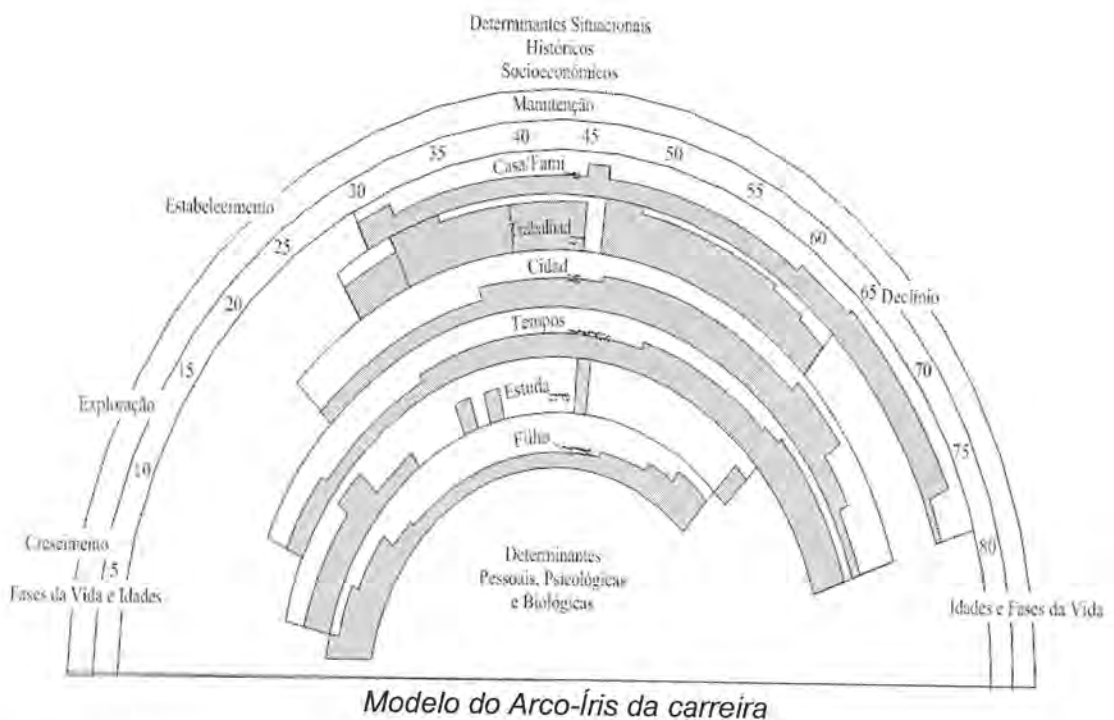 Determinantes Situacionais
Históricos
Socioeconómicos
Manutenção
35
40
45
50
30
Casa/Fami
55
Estabelecimento
25
Trabalhad
60
20
Cidad
65
Declínio
15
Tempos
70
Exploração
Estuda
75
10
Filho
Crescimento
5
80
Determinantes
Pessoais, Psicológicas
e Biológicas
Fases da Vida e Idades
Idades e Fases da Vida
Modelo do Arco-Íris da carreira